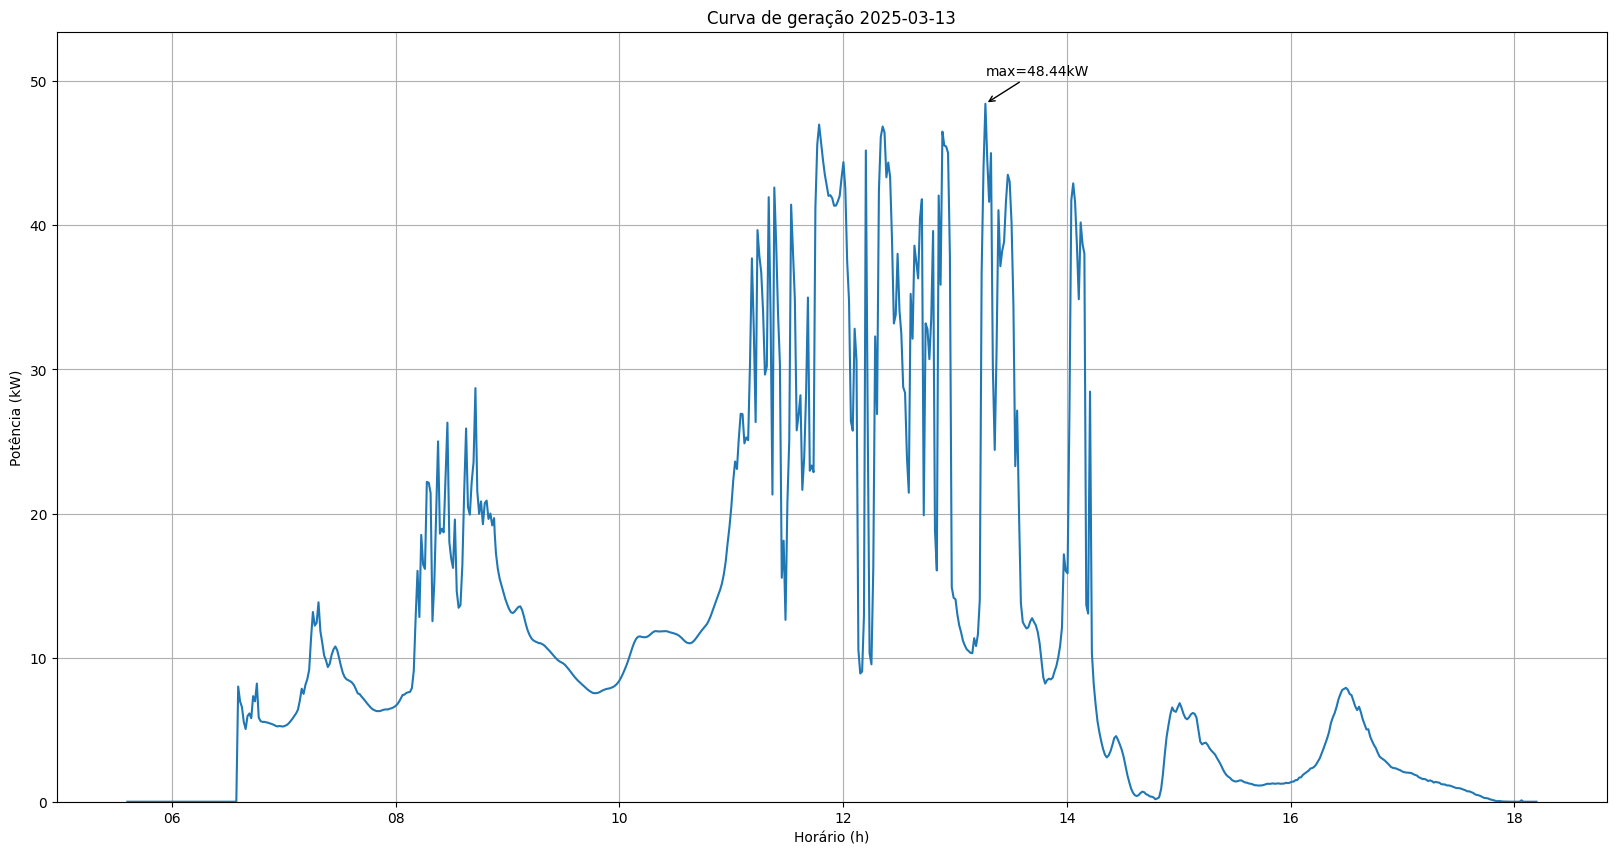 Curva de geração 2025-03-13
max=48.44kW
50
40
30
20
10
0
Potência (kW)
06 08 10 12 14 16 18
Horário (h)